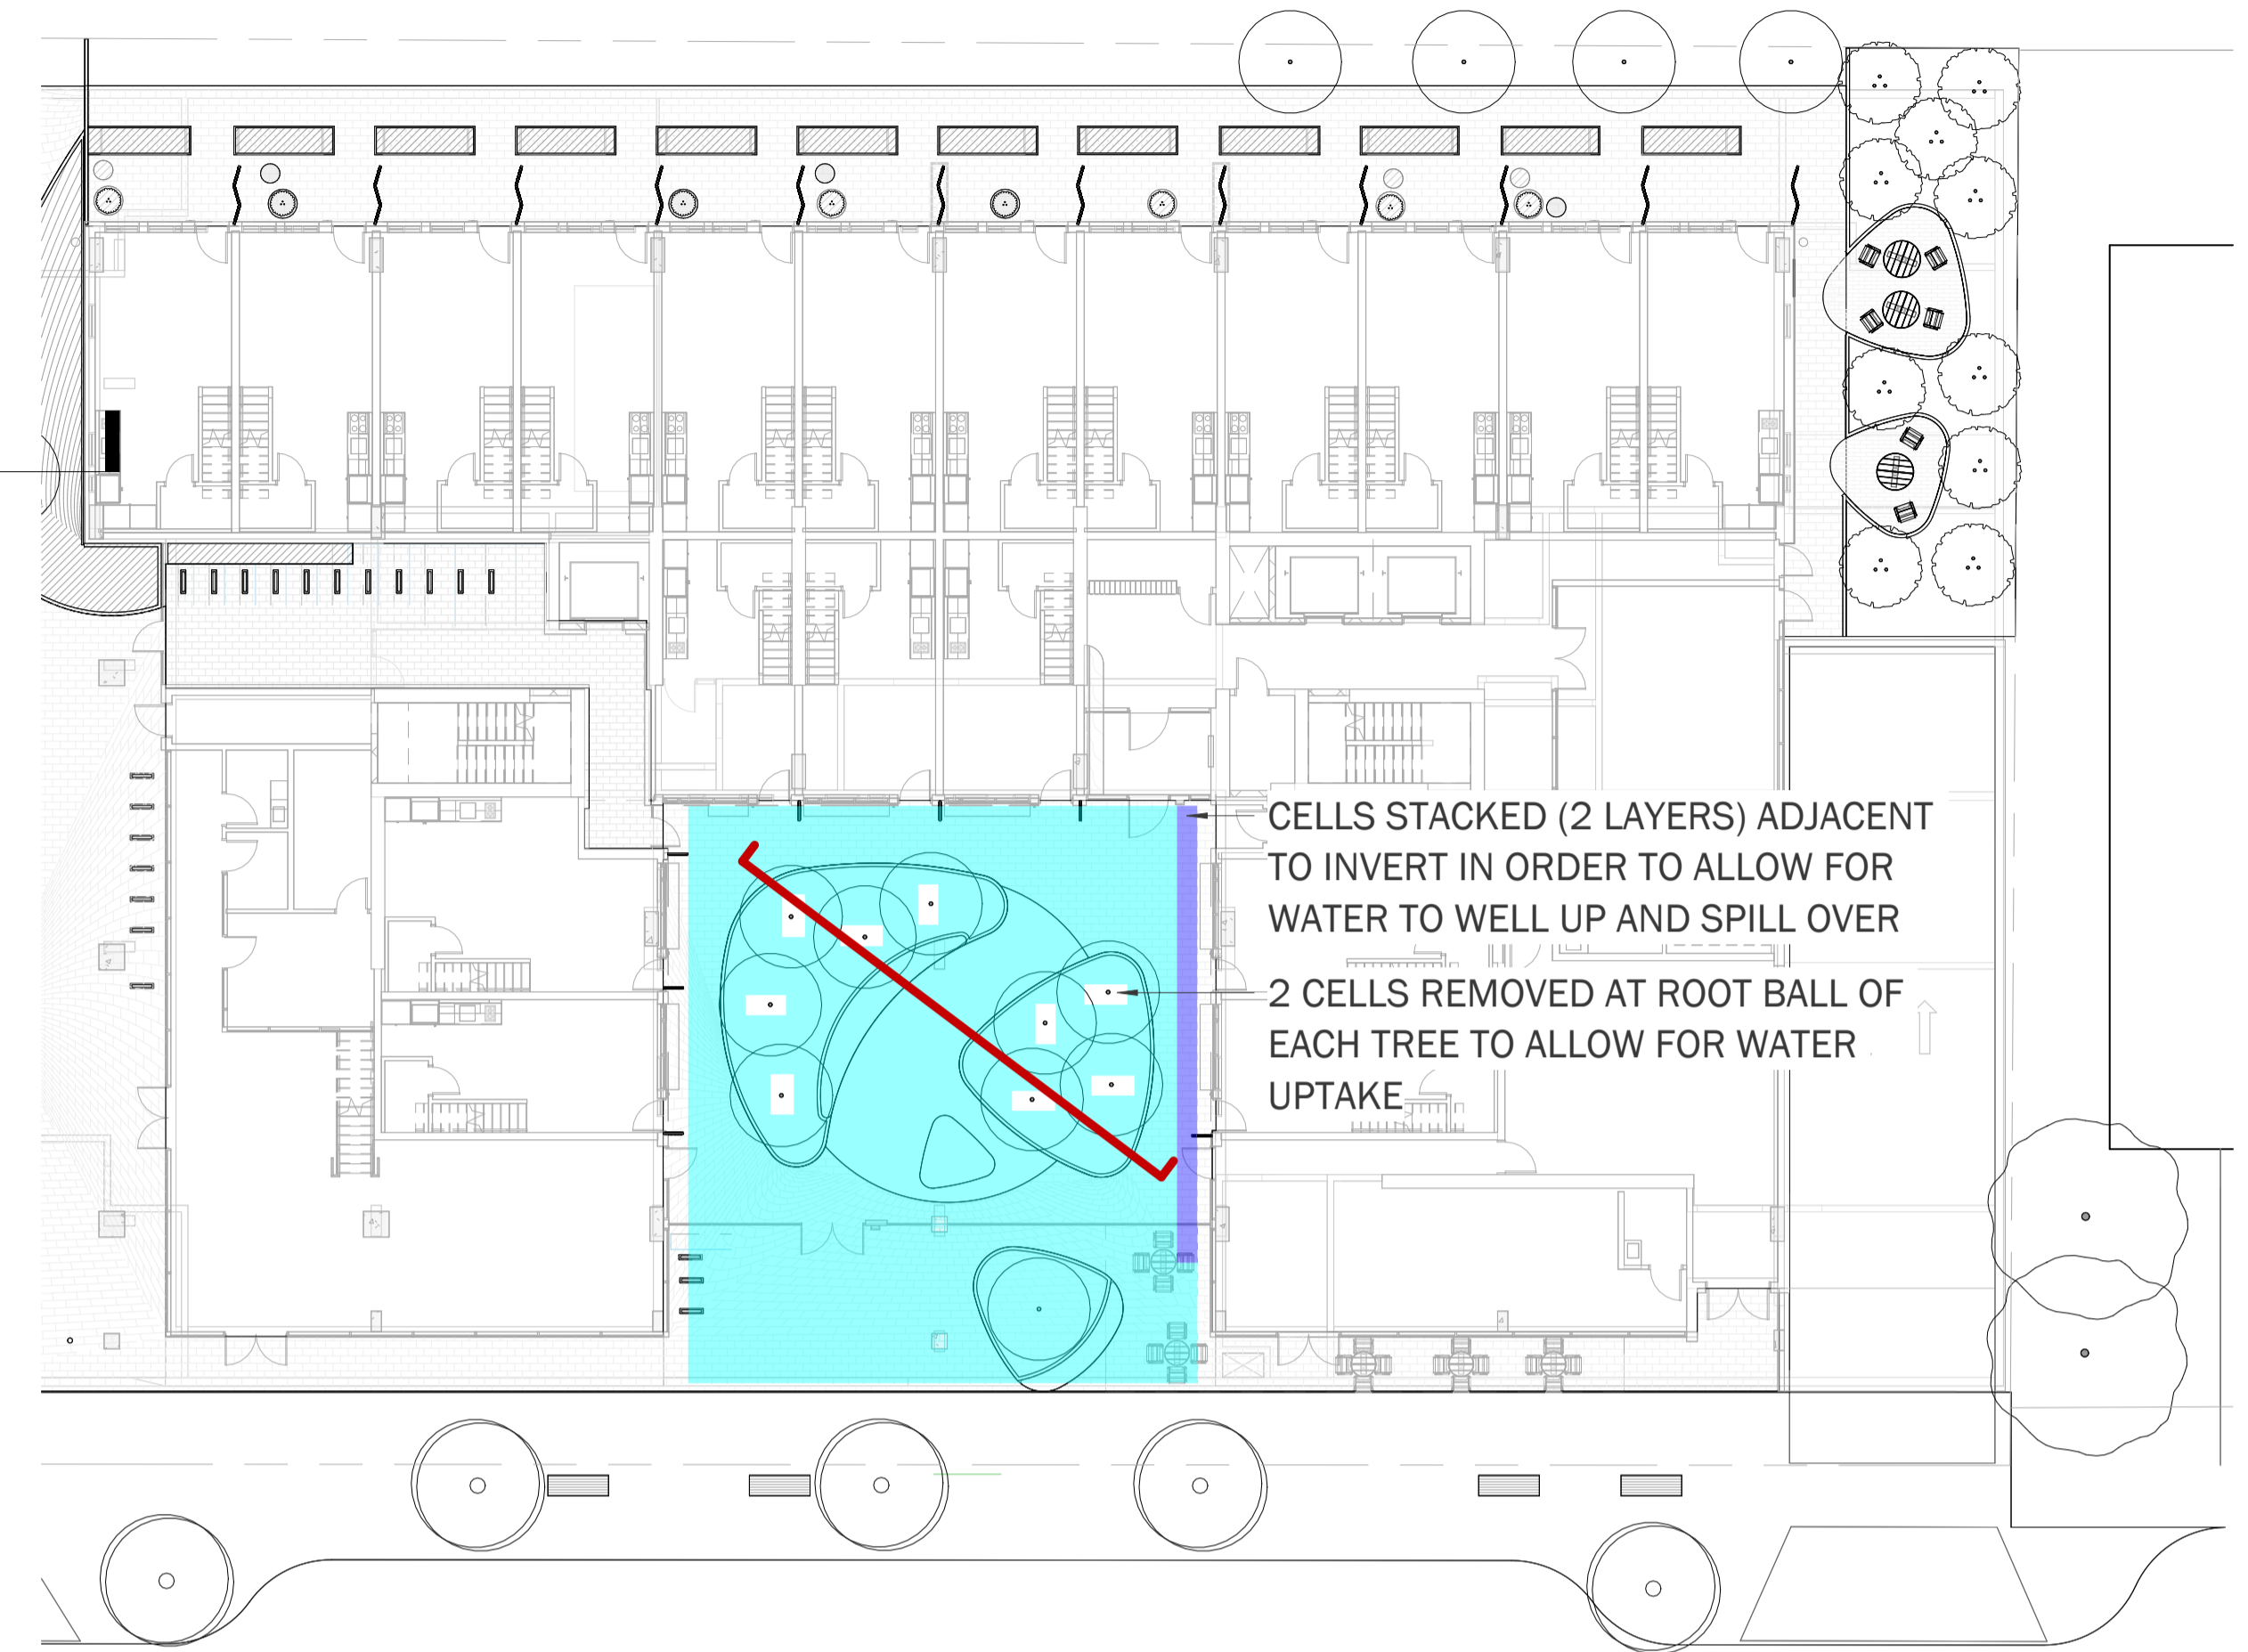 CELLS STACKED (2 LAYERS) ADJACENT
TO INVERT IN ORDER TO ALLOW FOR
WATER TO WELL UP AND SPILL OVER
2 CELLS REMOVED AT ROOT BALL OF
EACH TREE TO ALLOW FOR WATER
UPTAKE